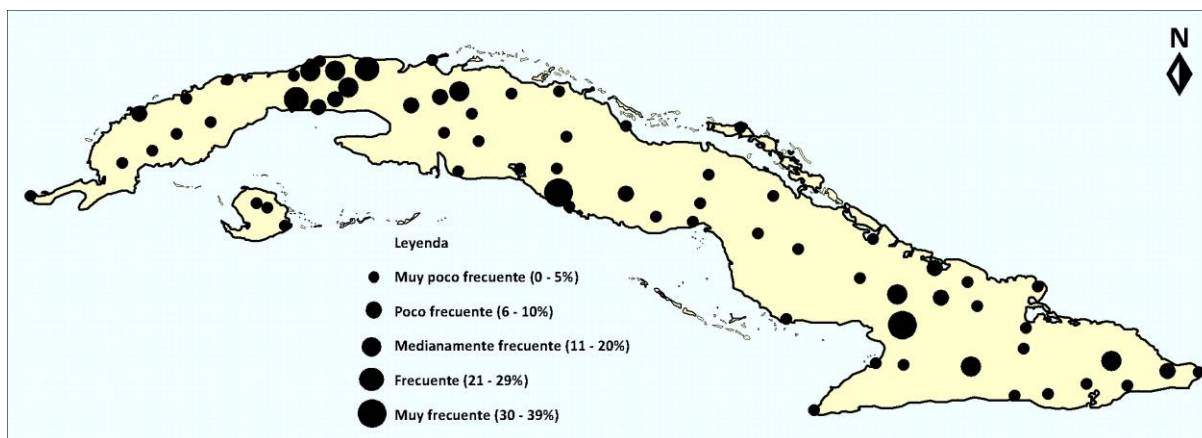 N
Leyenda
Muy poco frecuente (0 - 5%)
Poco frecuente (6 - 10%)
Medianamente frecuente (11 - 20%)
Frecuente (21 - 29%)
Muy frecuente (30 - 39%)